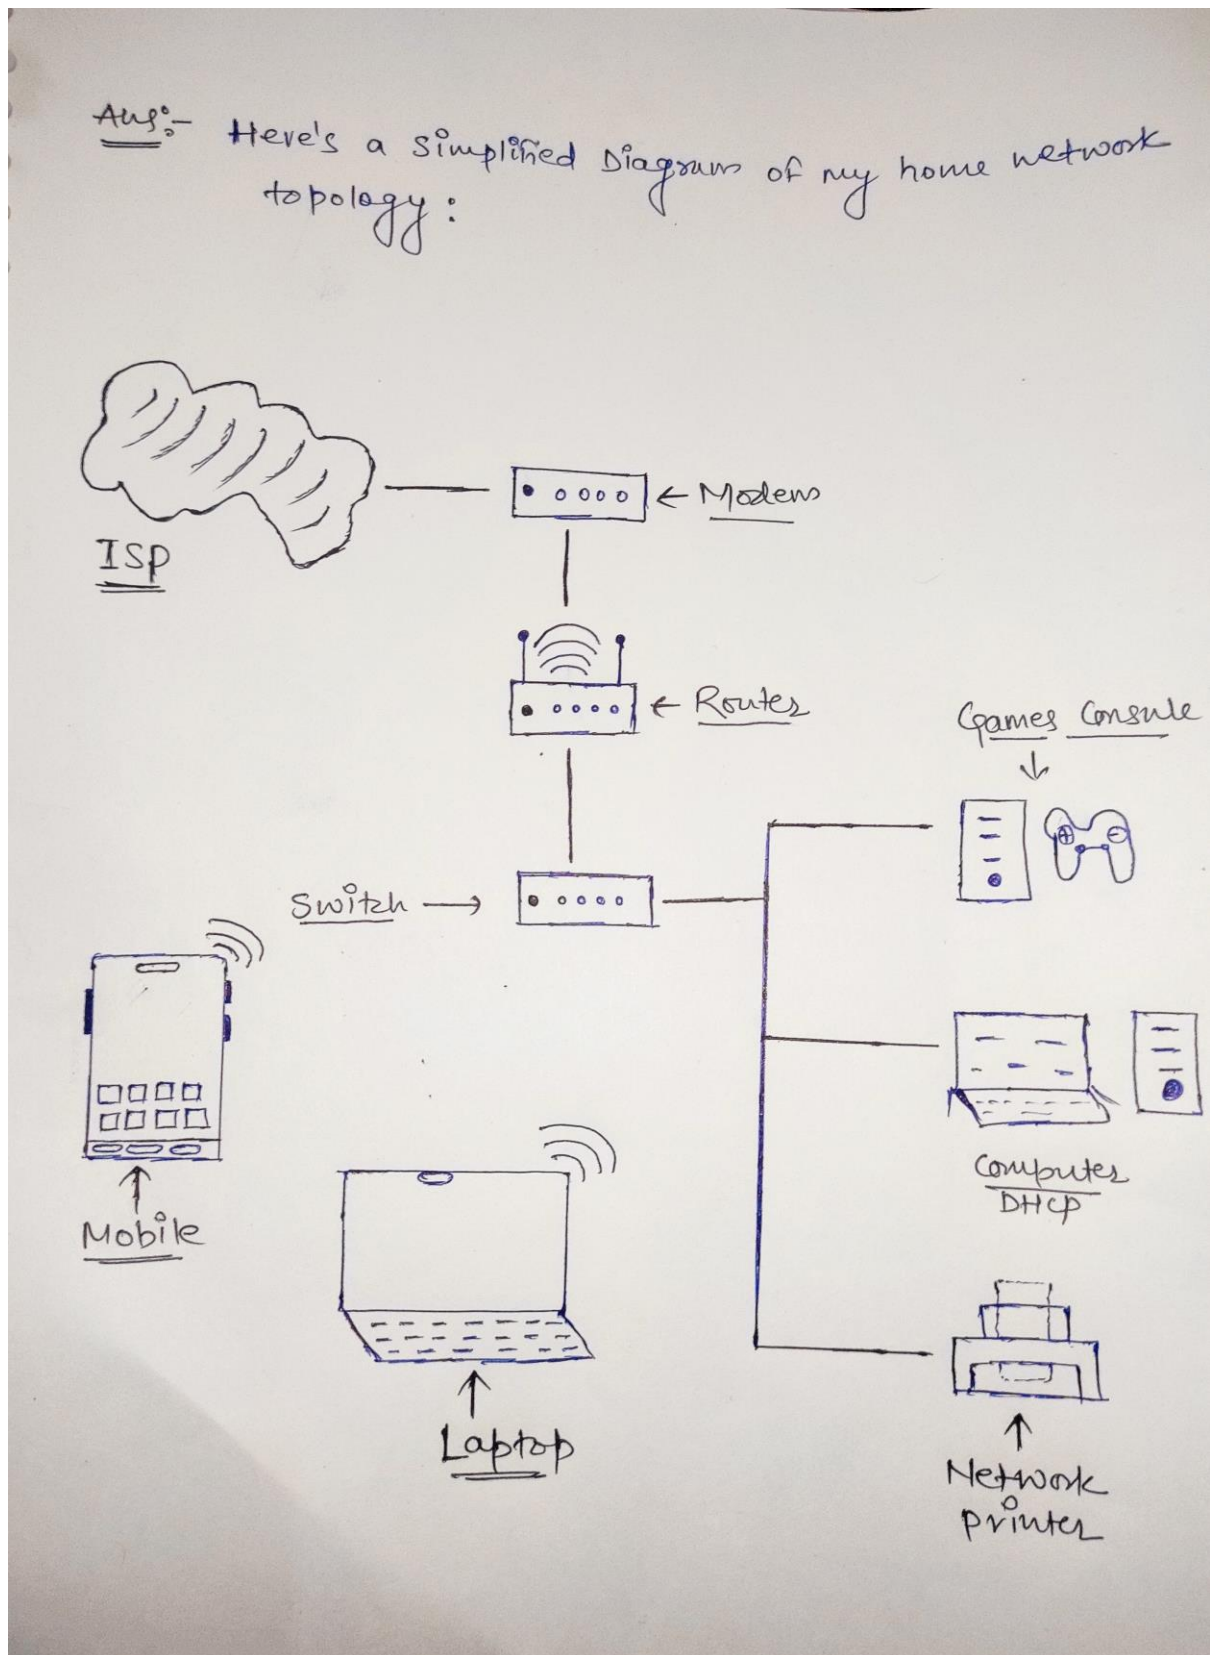 Ans:- Here's a simplified Diagram of my home network
topology:
ISP
← Modem
← Router
Games Console
↓
Switch →
Computer
DHCP
↑
Mobile
↑
Laptop
↑
Network
printer